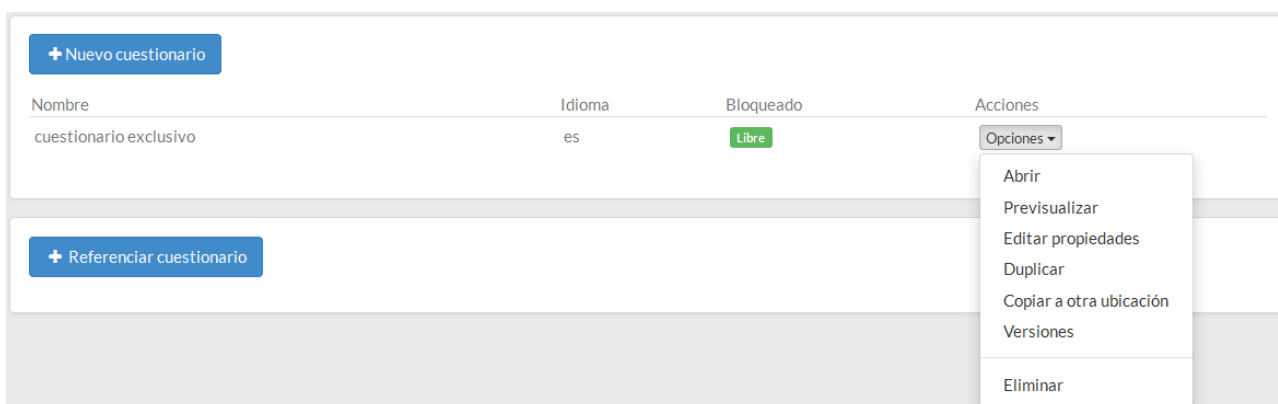 Nuevo cuestionario
Nombre Idioma Bloqueado Acciones
cuestionario exclusivo es Libre Opciones
Abrir
Previsualizar
Editar propiedades
Duplicar
Copiar a otra ubicación
Versiones
Eliminar
Referenciar cuestionario